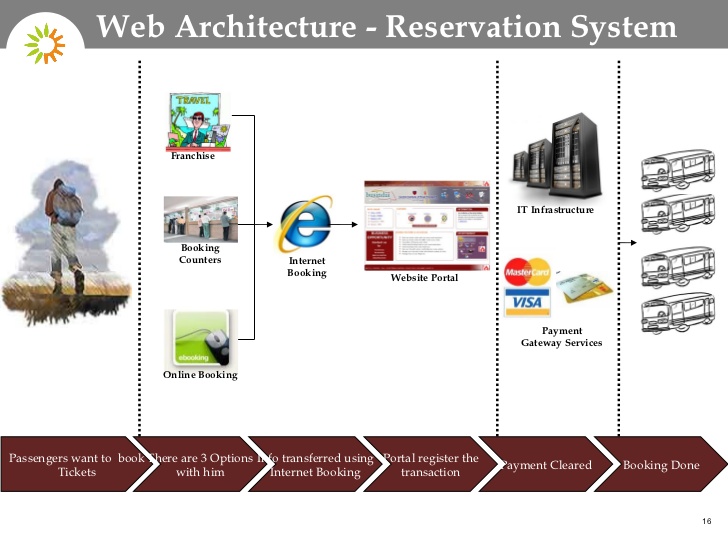 Web Architecture - Reservation System
TRAVEL
Franchise
Booking
Counters
ebooking
Online Booking
Internet
Booking
Website Portal
IT Infrastructure
MasterCard
VISA
Payment
Gateway Services
Passengers want to book
Tickets
There are 3 Options
with him
Info transferred using
Internet Booking
Portal register the
transaction
Payment Cleared
Booking Done
16